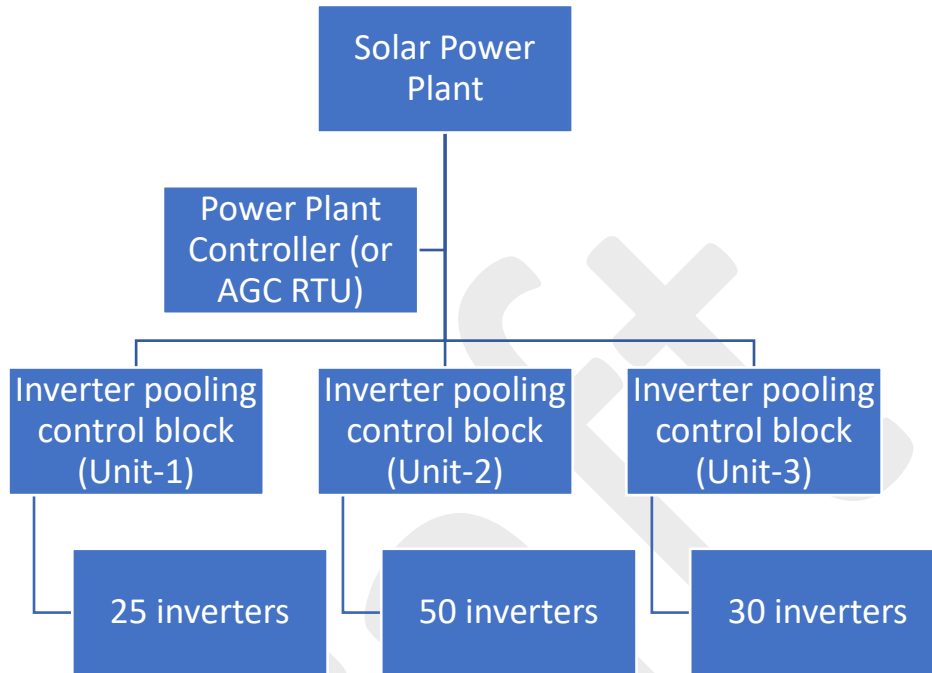 Solar Power
Plant
Power Plant
Controller (or
AGC RTU)
Inverter pooling
control block
(Unit-1)
Inverter pooling
control block
(Unit-2)
Inverter pooling
control block
(Unit-3)
25 inverters
50 inverters
30 inverters